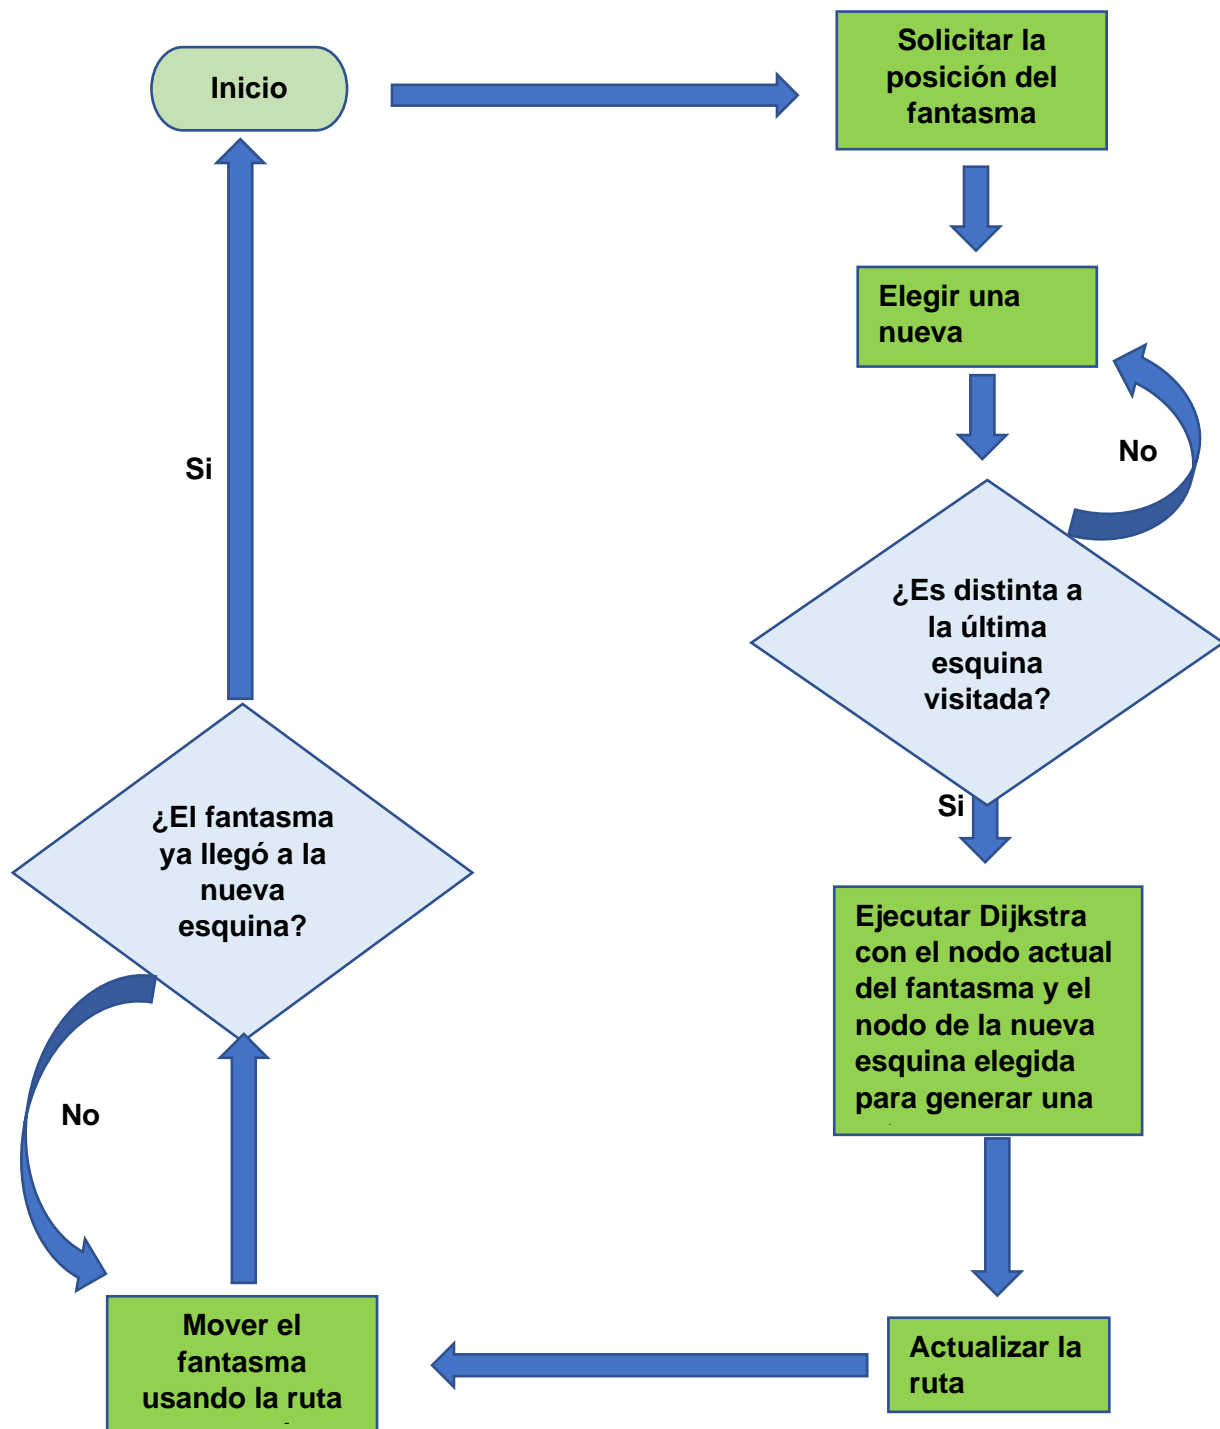 Inicio
Solicitar la
posición del
fantasma
Elegir una
nueva
No
¿Es distinta a
la última
esquina
visitada?
Si
Ejecutar Dijkstra
con el nodo actual
del fantasma y el
nodo de la nueva
esquina elegida
para generar una
Actualizar la
ruta
Mover el
fantasma
usando la ruta
¿El fantasma
ya llegó a la
nueva
esquina?
No
Si